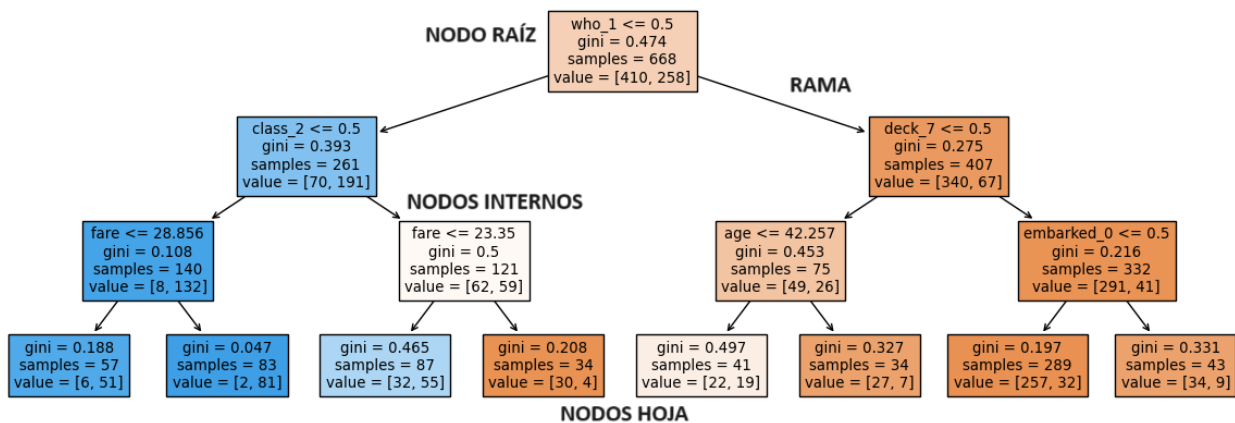 NODO RAÍZ
who_1 <= 0.5
gini = 0.474
samples = 668
value = [410, 258]
RAMA
class_2 <= 0.5
gini = 0.393
samples = 261
value = [70, 191]
deck_7 <= 0.5
gini = 0.275
samples = 407
value = [340, 67]
NODOS INTERNOS
fare <= 28.856
gini = 0.108
samples = 140
value = [8, 132]
fare <= 23.35
gini = 0.5
samples = 121
value = [62, 59]
age <= 42.257
gini = 0.453
samples = 75
value = [49, 26]
embarked_0 <= 0.5
gini = 0.216
samples = 332
value = [291, 41]
gini = 0.188
samples = 57
value = [6, 51]
gini = 0.047
samples = 83
value = [2, 81]
gini = 0.465
samples = 87
value = [32, 55]
gini = 0.208
samples = 34
value = [30, 4]
gini = 0.497
samples = 41
value = [22, 19]
gini = 0.327
samples = 34
value = [27, 7]
gini = 0.197
samples = 289
value = [257, 32]
gini = 0.331
samples = 43
value = [34, 9]
NODOS HOJA